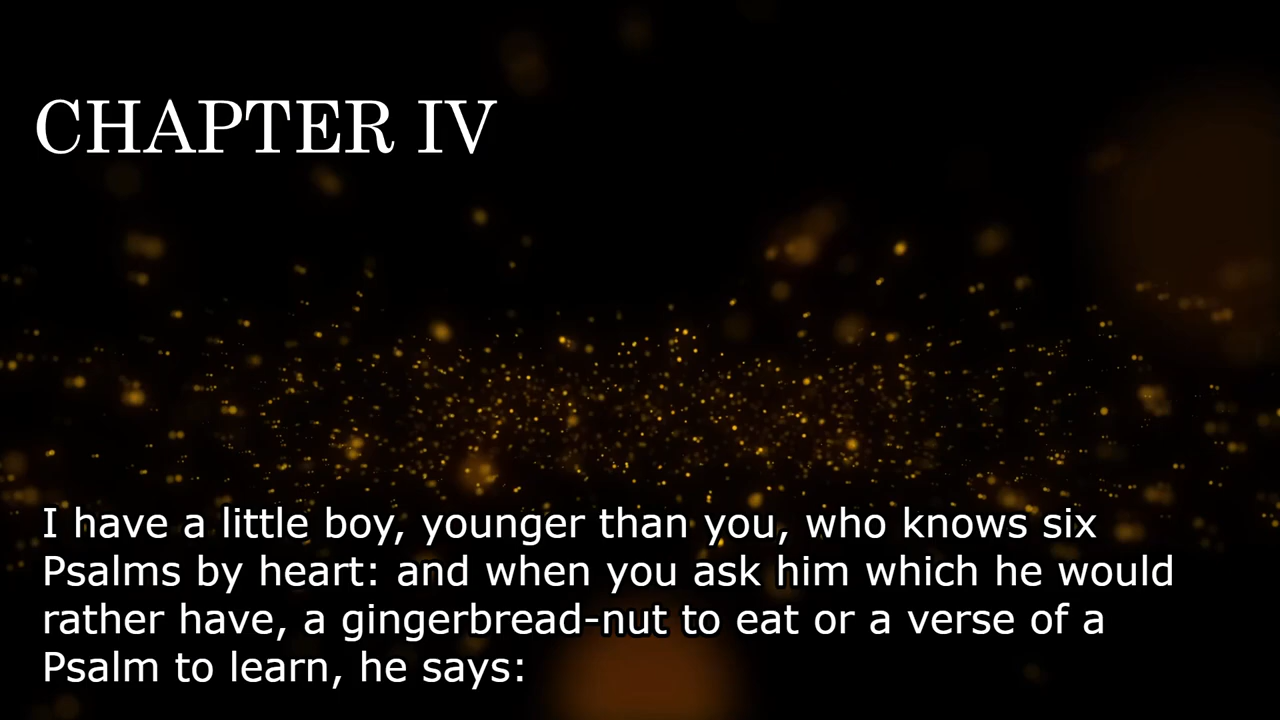 CHAPTER IV
I have a little boy, younger than you, who knows six
Psalms by heart: and when you ask him which he would
rather have, a gingerbread-nut to eat or a verse of a
Psalm to learn, he says: